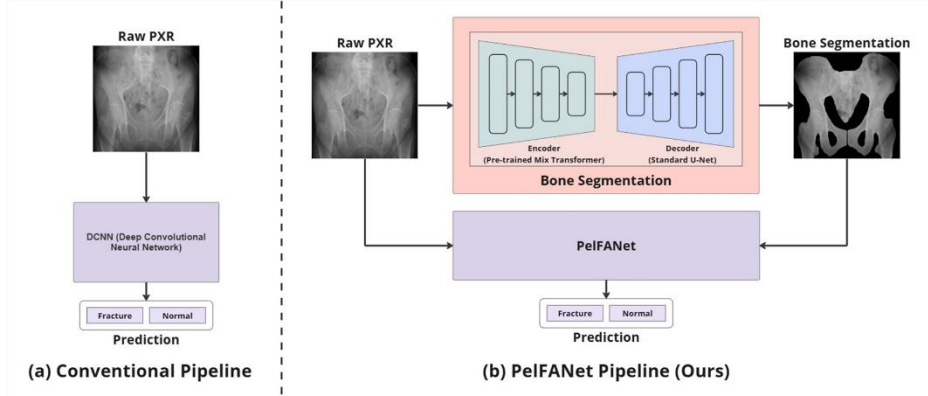 Raw PXR
DCNN (Deep Convolutional
Neural Network)
Fracture
Normal
Prediction
(a) Conventional Pipeline
Raw PXR
Encoder
(Pre-trained Mix Transformer)
Decoder
(Standard U-Net)
Bone Segmentation
Bone Segmentation
PelFANet
Fracture
Normal
Prediction
(b) PelFANet Pipeline (Ours)